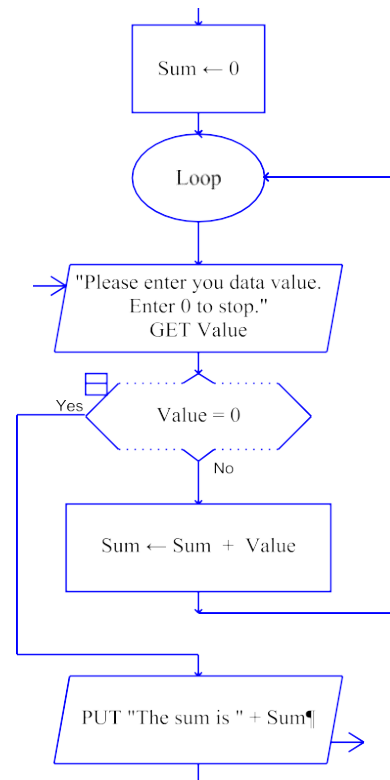 Sum ← 0
Loop
"Please enter you data value.
Enter 0 to stop."
GET Value
Value = 0
Yes
No
Sum ← Sum + Value
PUT "The sum is " + Sum¶